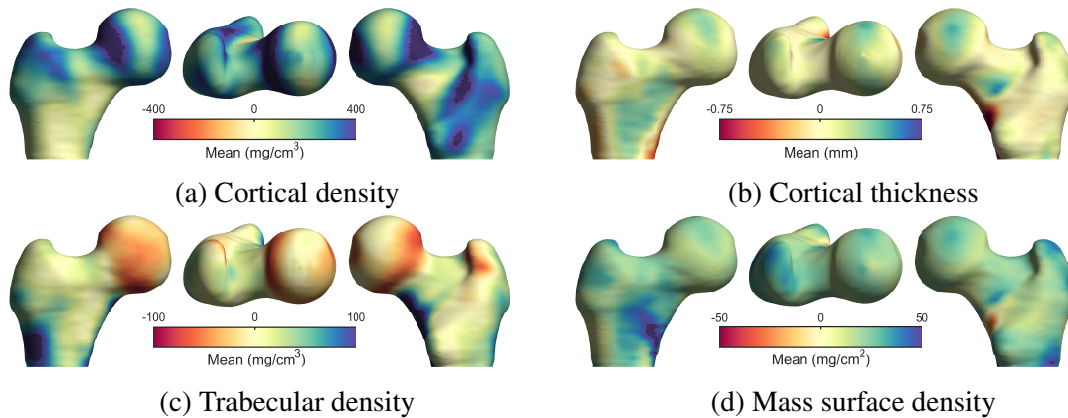 -400 0 400
Mean (mg/cm³)
(a) Cortical density
-0.75 0 0.75
Mean (mm)
(b) Cortical thickness
-100 0 100
Mean (mg/cm³)
(c) Trabecular density
-50 0 50
Mean (mg/cm²)
(d) Mass surface density